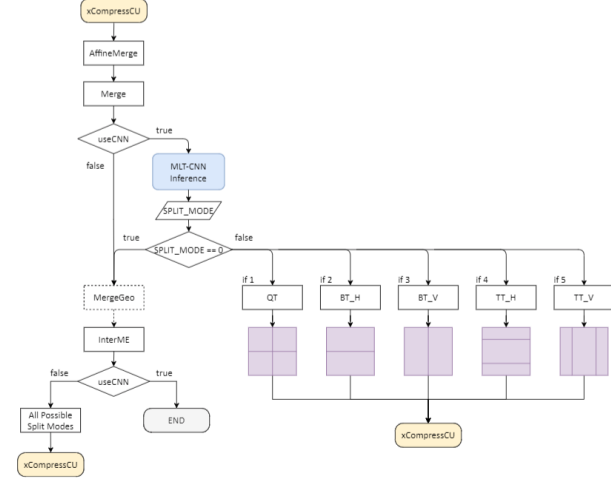 xCompressCU
AffineMerge
Merge
useCNN
true
false
MLT-CNN
Inference
SPLIT_MODE
true
SPLIT_MODE == 0
false
if 1
if 2
if 3
if 4
if 5
MergeGeo
QT
BT_H
BT_V
TT_H
TT_V
InterME
false
useCNN
true
All Possible
Split Modes
END
xCompressCU
xCompressCU